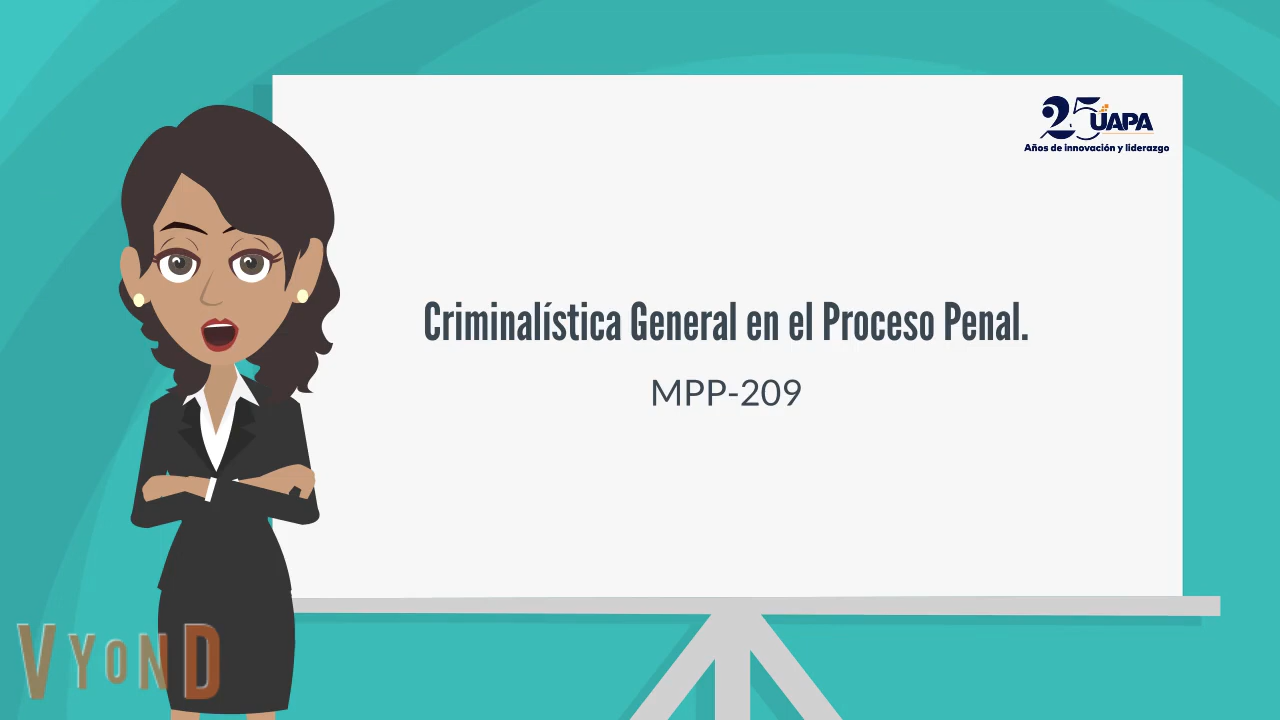 25 UAPA
Años de innovación y liderazgo
Criminalística General en el Proceso Penal.
MPP-209
VYOND